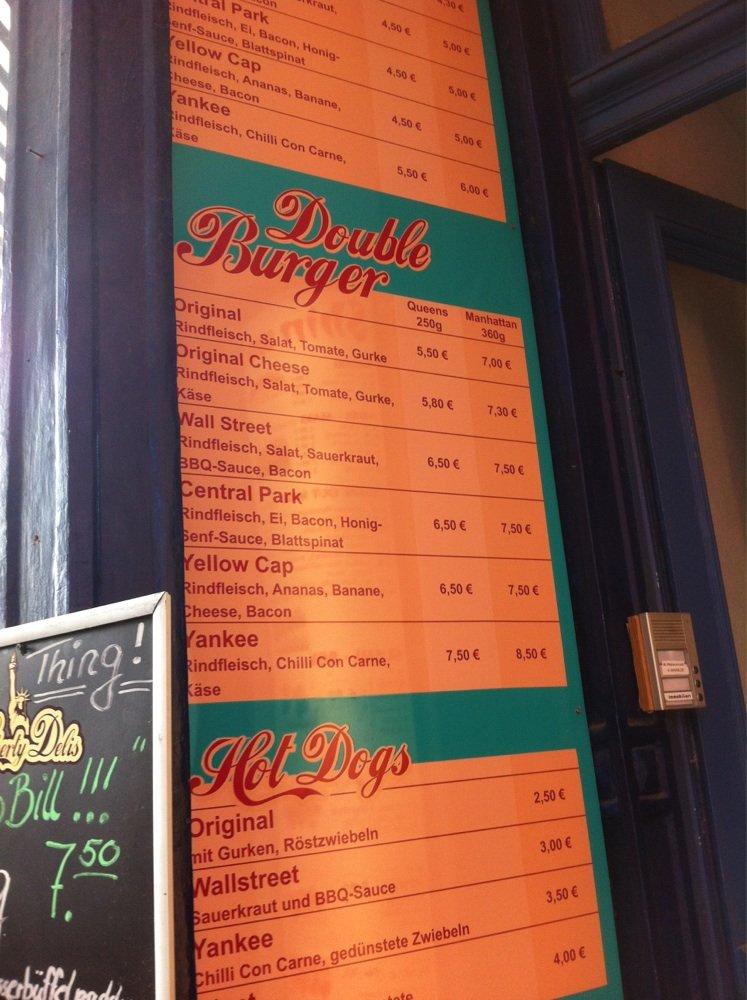 4,30 €
Central Park
Rindfleisch, Ei, Bacon, Honig-
Senf-Sauce, Blattspinat
4,50 € 5,00 €
Yellow Cap
Rindfleisch, Ananas, Banane,
Cheese, Bacon
4,50 € 5,00 €
Yankee
Rindfleisch, Chilli Con Carne,
Käse
4,50 € 5,00 €
5,50 € 6,00 €
Double
Burger
Queens Manhattan
250g 360g
Original
Rindfleisch, Salat, Tomate, Gurke
5,50 € 7,00 €
Original Cheese
Rindfleisch, Salat, Tomate, Gurke,
Käse
5,80 € 7,30 €
Wall Street
Rindfleisch, Salat, Sauerkraut,
BBQ-Sauce, Bacon
6,50 € 7,50 €
Central Park
Rindfleisch, Ei, Bacon, Honig-
Senf-Sauce, Blattspinat
6,50 € 7,50 €
Yellow Cap
Rindfleisch, Ananas, Banane,
Cheese, Bacon
6,50 € 7,50 €
Yankee
Rindfleisch, Chilli Con Carne,
Käse
7,50 € 8,50 €
Hot Dogs
Original
mit Gurken, Röstzwiebeln
2,50 €
Wallstreet
Sauerkraut und BBQ-Sauce
3,00 €
Yankee
Chilli Con Carne, gedünstete Zwiebeln
3,50 €
4,00 €
Thing!
Delis
Bill !!! "
7.50